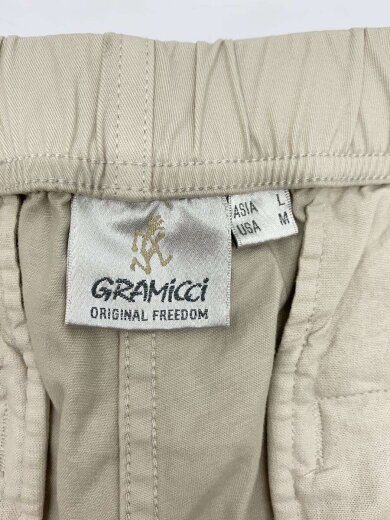 GRAMiCCi
ORIGINAL FREEDOM
ASIA L
USA M